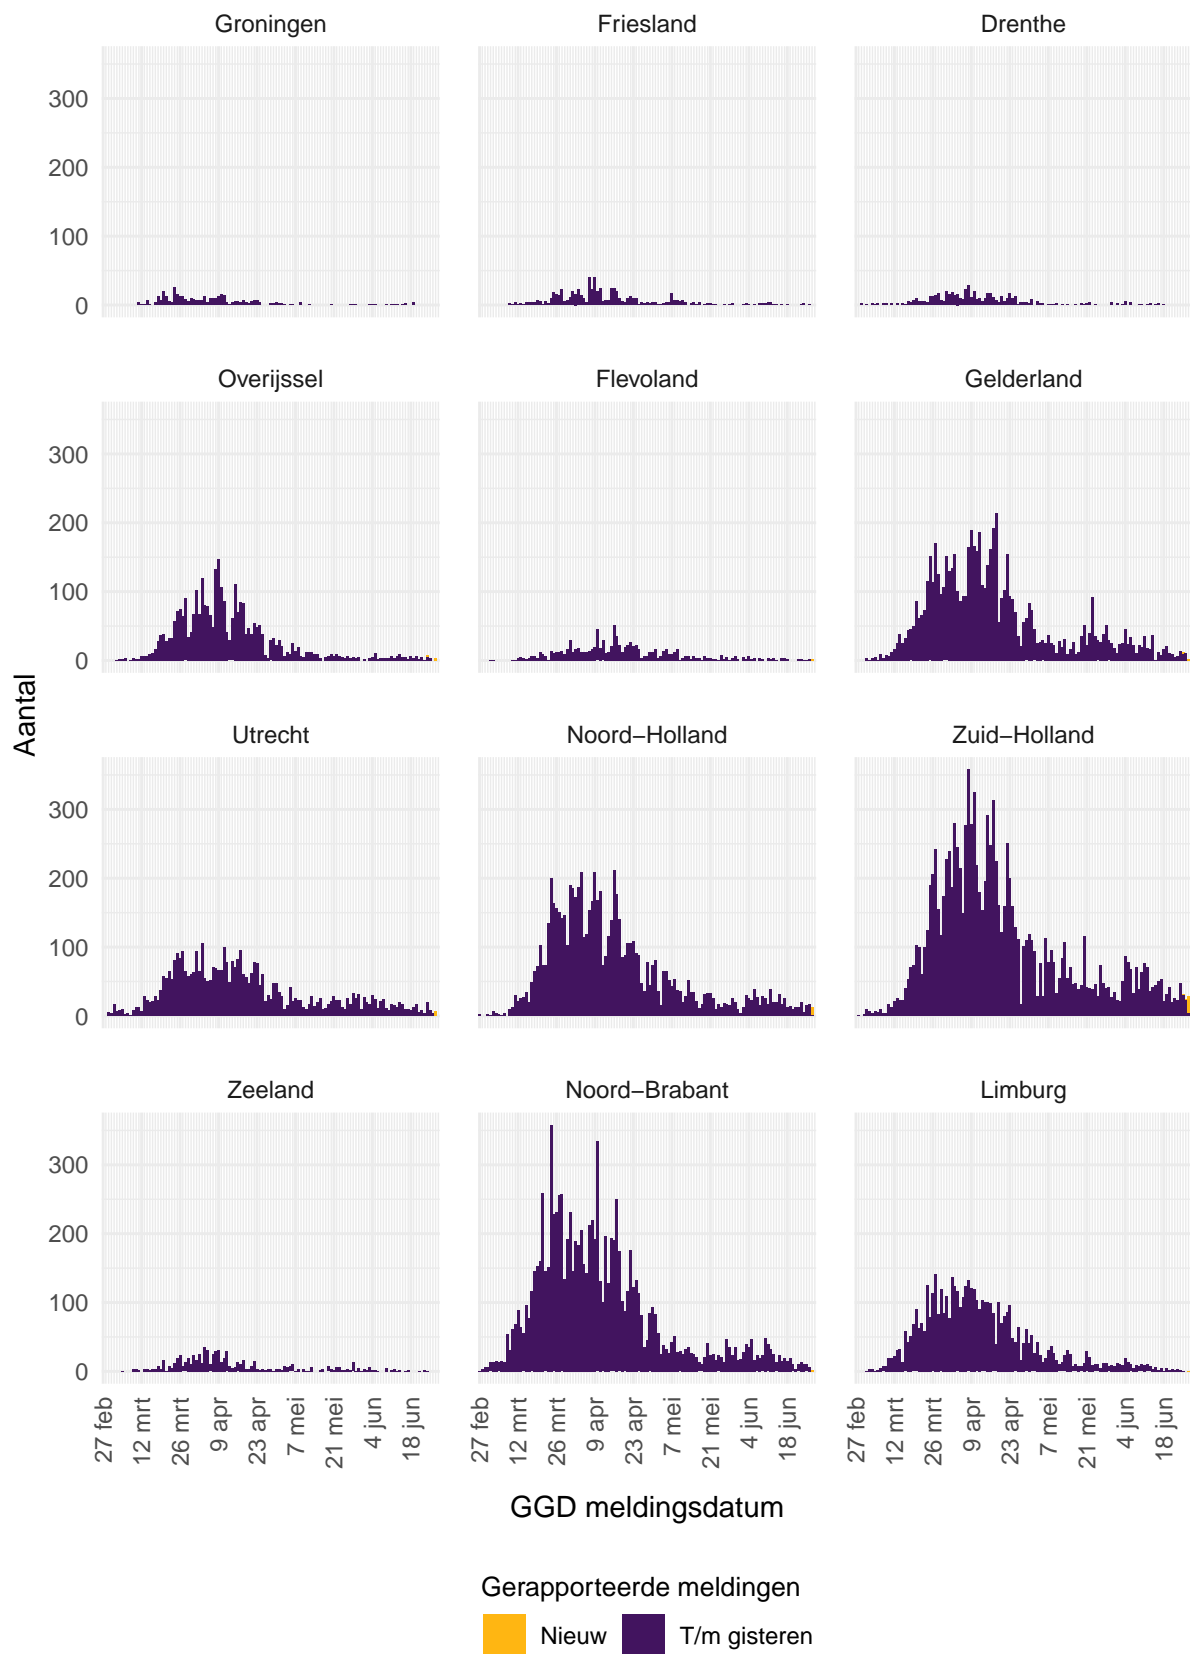 Groningen Friesland Drenthe
300
200
100
0
Overijssel Flevoland Gelderland
300
200
100
0
Aantal
Utrecht Noord−Holland Zuid−Holland
300
200
100
0
Zeeland Noord−Brabant Limburg
300
200
100
0
27 feb 12 mrt 26 mrt 9 apr 23 apr 7 mei 21 mei 4 jun 18 jun 27 feb 12 mrt 26 mrt 9 apr 23 apr 7 mei 21 mei 4 jun 18 jun 27 feb 12 mrt 26 mrt 9 apr 23 apr 7 mei 21 mei 4 jun 18 jun
GGD meldingsdatum
Gerapporteerde meldingen
Nieuw T/m gisteren